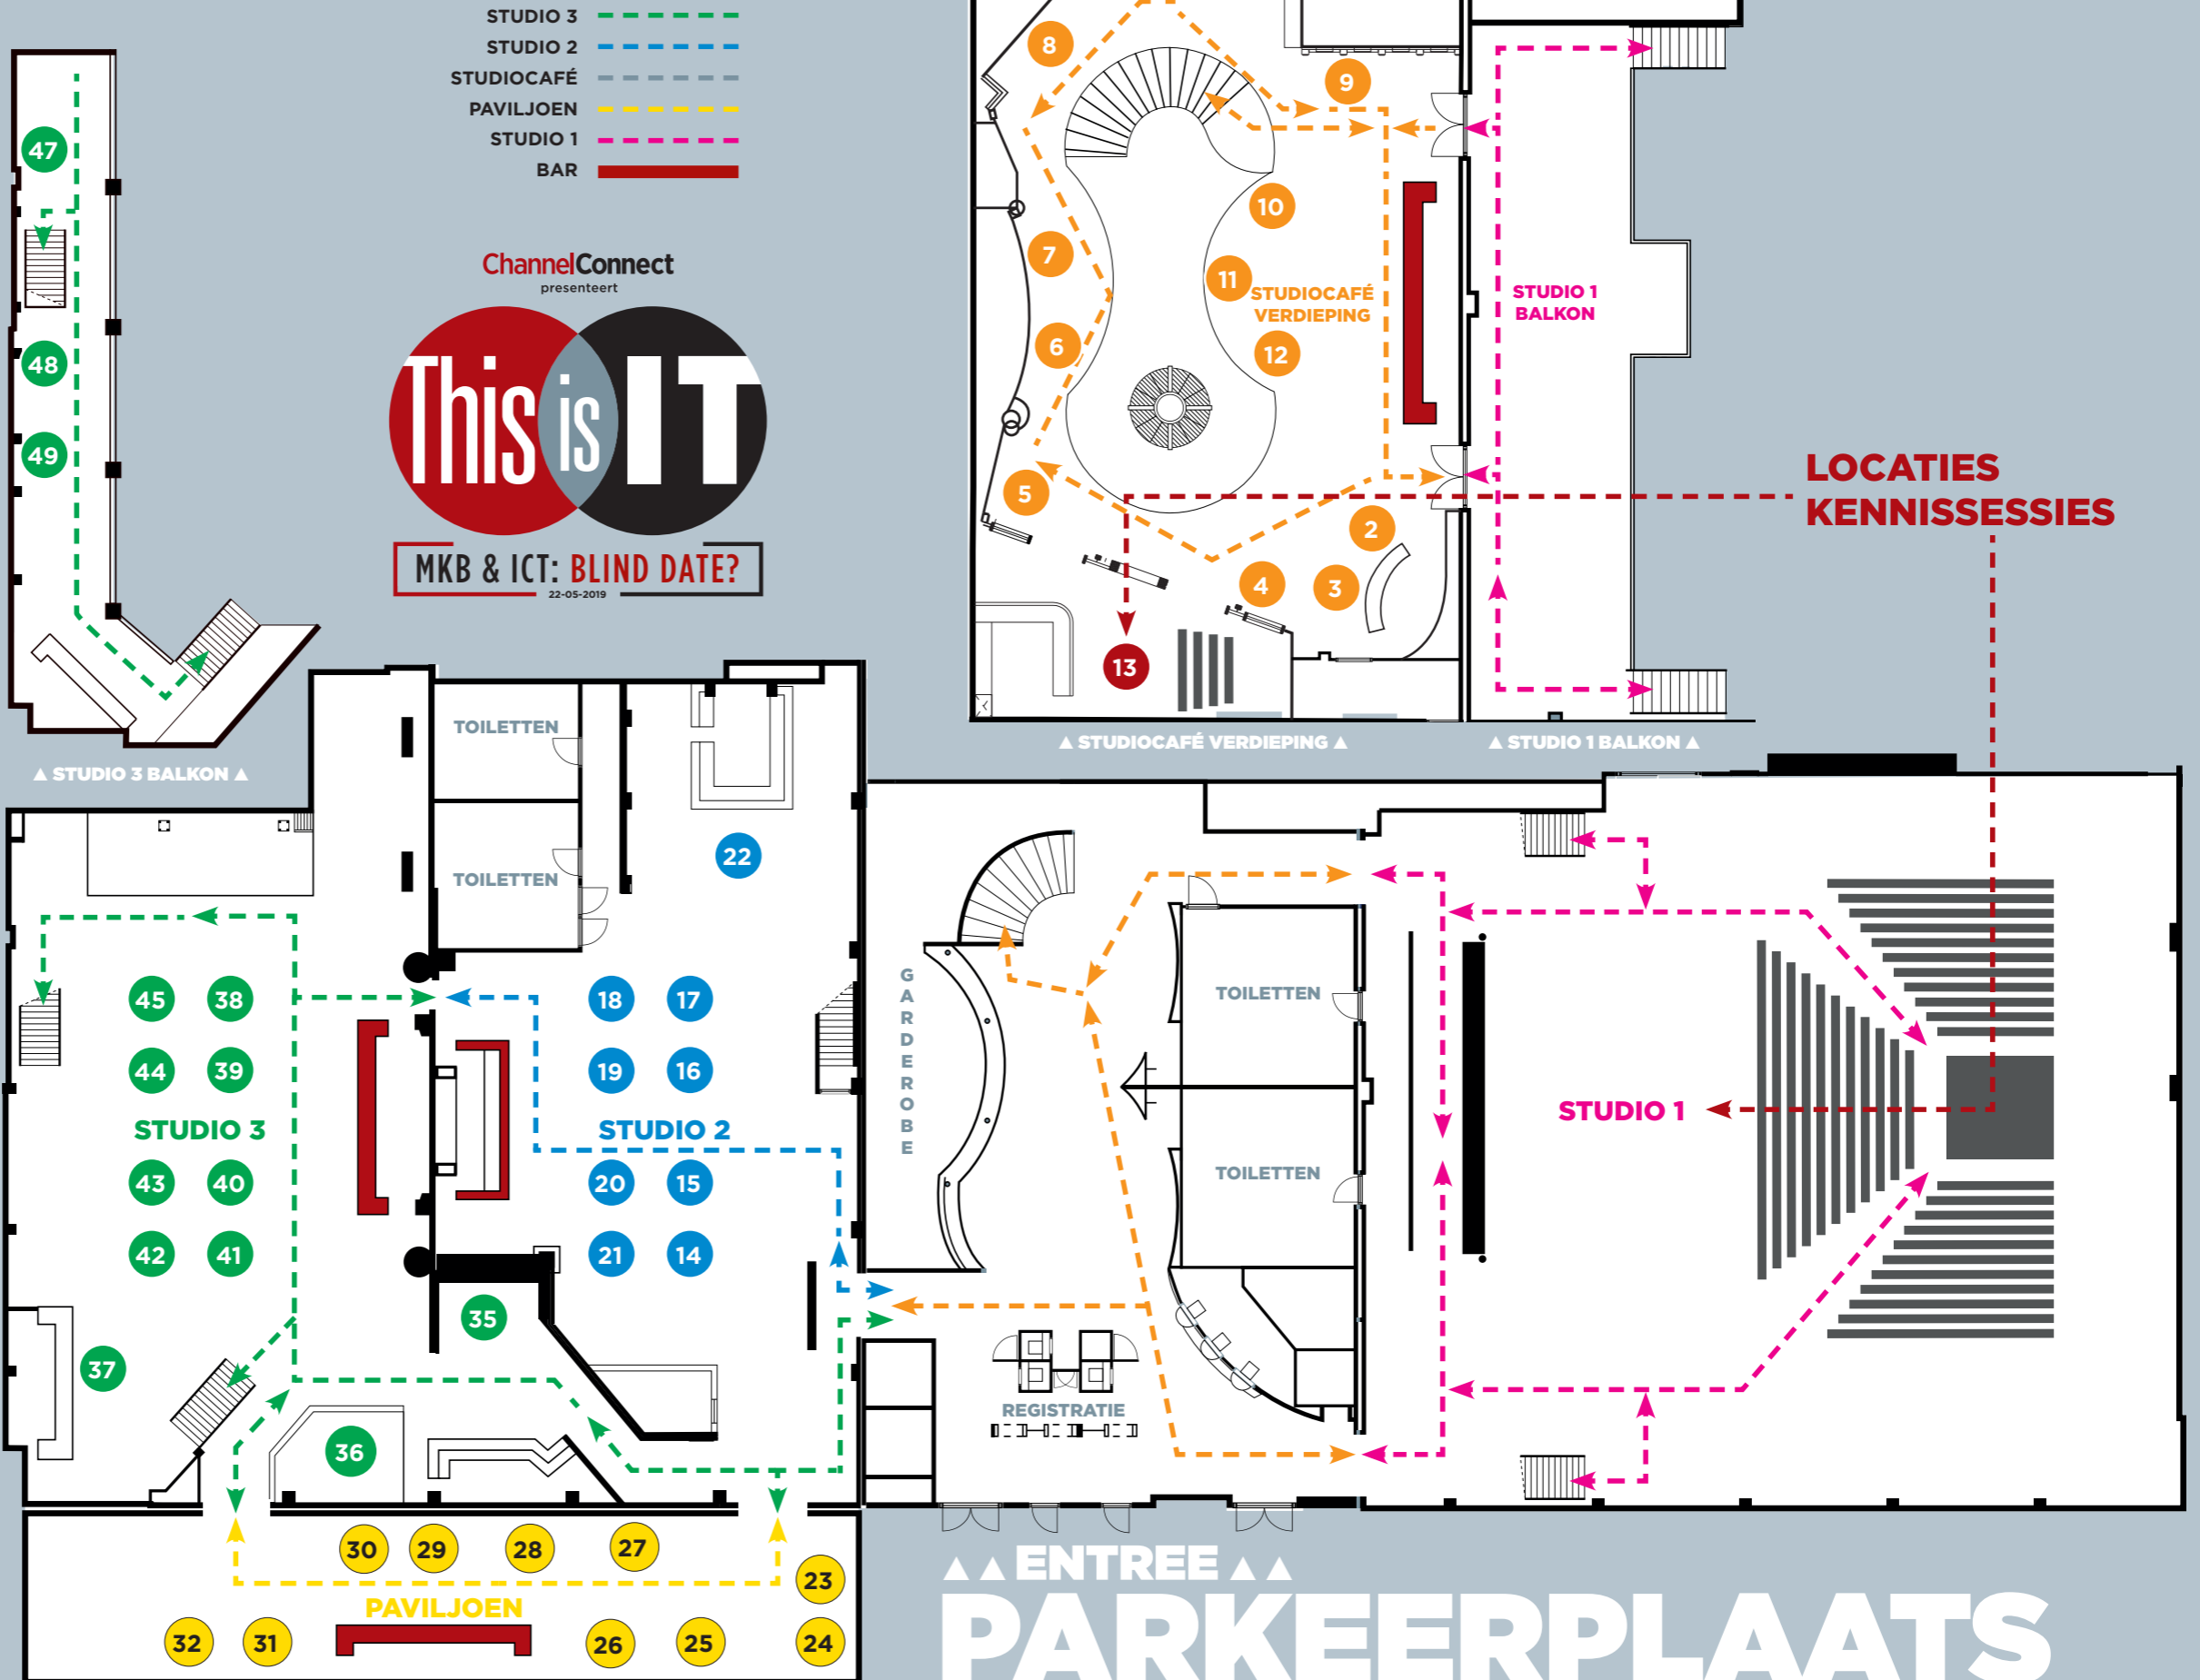 STUDIO 3
STUDIO 2
STUDIOCAFÉ
PAVILJOEN
STUDIO 1
BAR
ChannelConnect
presenteert
This is IT
MKB & ICT: BLIND DATE?
22-05-2019
47
48
49
▲ STUDIO 3 BALKON ▲
8
9
10
7
11
STUDIOCAFÉ
VERDIEPING
6
12
5
2
4
3
13
STUDIO 1
BALKON
▲ STUDIOCAFÉ VERDIEPING ▲
▲ STUDIO 1 BALKON ▲
LOCATIES
KENNISSESSIES
TOILETTEN
TOILETTEN
22
45
38
18
17
44
39
19
16
STUDIO 3
STUDIO 2
43
40
20
15
42
41
21
14
35
37
36
GARDEROBE
TOILETTEN
TOILETTEN
REGISTRATIE
STUDIO 1
30
29
28
27
23
PAVILJOEN
32
31
26
25
24
▲▲ ENTREE ▲▲
PARKEERPLAATS